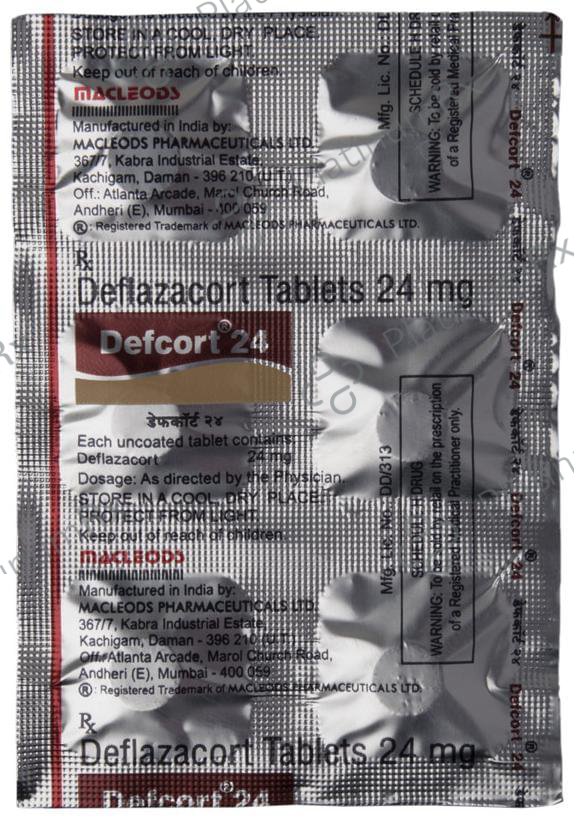 STORE IN A COOL, DRY PLACE.
PROTECT FROM LIGHT.
Keep out of reach of children.
MACLEODS
Manufactured in India by:
MACLEODS PHARMACEUTICALS LTD.
367/7, Kabra Industrial Estate,
Kachigam, Daman - 396 210 (U.T.)
Off.: Atlanta Arcade, Marol Church Road,
Andheri (E), Mumbai - 400 059
®: Registered Trademark of MACLEODS PHARMACEUTICALS LTD.
Rx
Deflazacort Tablets 24 mg
Defcort® 24
डेफकॉर्ट २४
Each uncoated tablet contains:
Deflazacort 24 mg
Dosage: As directed by the Physician.
STORE IN A COOL, DRY PLACE.
PROTECT FROM LIGHT.
Keep out of reach of children.
MACLEODS
Manufactured in India by:
MACLEODS PHARMACEUTICALS LTD.
367/7, Kabra Industrial Estate,
Kachigam, Daman - 396 210 (U.T.)
Off.: Atlanta Arcade, Marol Church Road,
Andheri (E), Mumbai - 400 059
®: Registered Trademark of MACLEODS PHARMACEUTICALS LTD.
Rx
Deflazacort Tablets 24 mg
Defcort® 24
Mfg. Lic. No.: DD
SCHEDULE H DR
WARNING: To be sold by retail
of a Registered Medical Pra
Mfg. Lic. No.: DD/313
SCHEDULE H DRUG
WARNING: To be sold by retail on the prescription
of a Registered Medical Practitioner only.
डेफकॉर्ट २४ Defcort® 24 डेफकॉर्ट २४ Defcort® 24 डेफकॉर्ट २४ Defcort® 24 डेफकॉर्ट २४ Defcort® 24